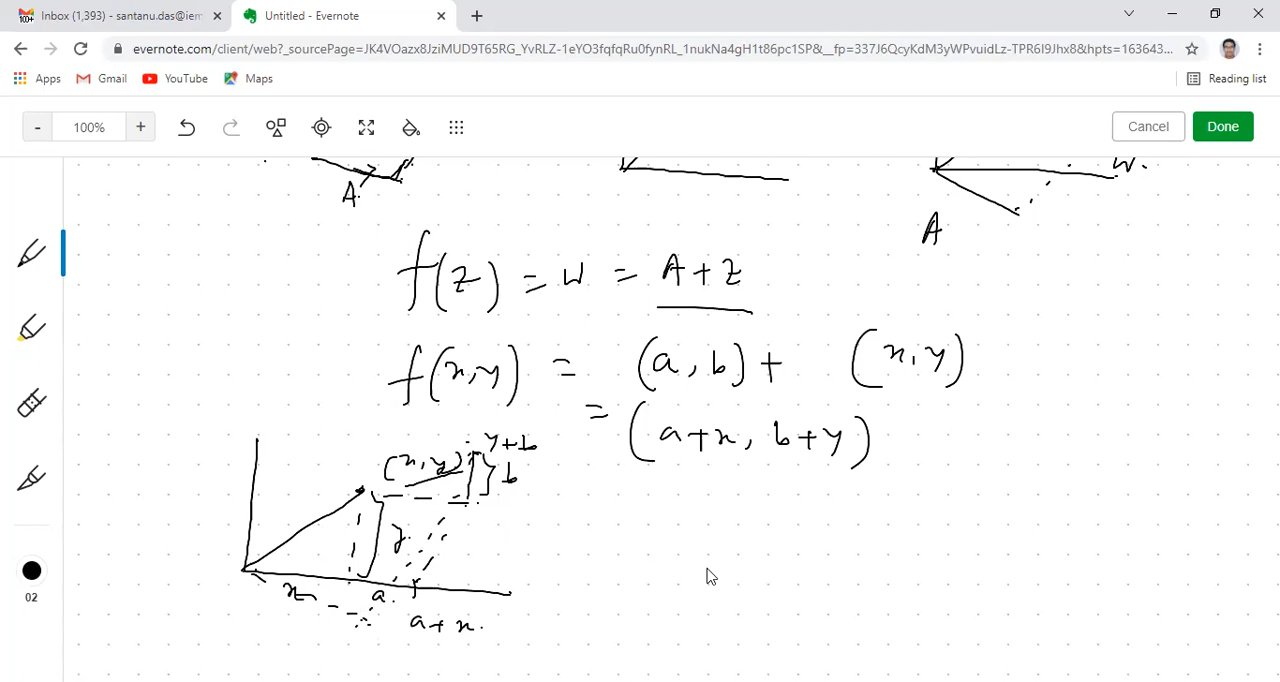 Inbox (1,393) - santanu.das@iem
Untitled - Evernote
evernote.com/client/web?_sourcePage=JK4VOazx8JziMUD9T65RG_YvRLZ-1eYO3fqfqRu0fynRL_1nukNa4gH1t86pc1SP&__fp=337J6QcyKdM3yWPvuidLz-TPR6I9Jhx8&hpts=163643...
Apps Gmail YouTube Maps Reading list
- 100% + Cancel Done
A
W.
A
f(z) = W = A + z
f(x,y) = (a, b) + (x, y)
= (a+x, b+y)
(x,y) y+b
b
y
x a
a+x.
02